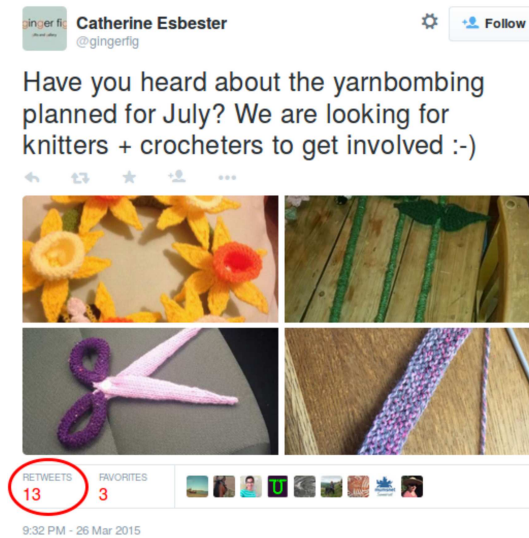 ginger fig
Catherine Esbester
@gingerfig
Follow
Have you heard about the yarnbombing
planned for July? We are looking for
knitters + crocheters to get involved :-)
RETWEETS
FAVORITES
13
3
9:32 PM - 26 Mar 2015